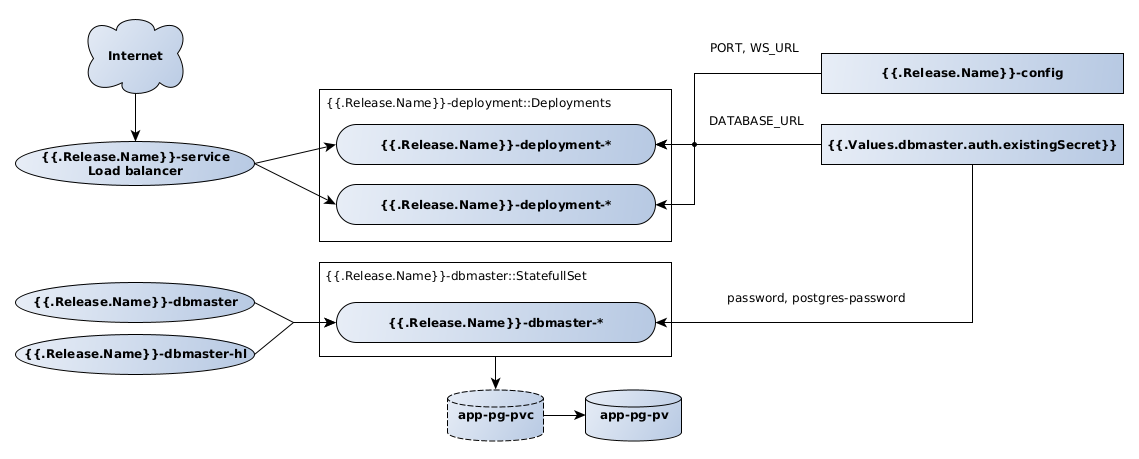 Internet
PORT, WS_URL
{{.Release.Name}}-config
{{.Release.Name}}-deployment::Deployments
DATABASE_URL
{{.Release.Name}}-deployment-*
{{.Values.dbmaster.auth.existingSecret}}
{{.Release.Name}}-service
Load balancer
{{.Release.Name}}-deployment-*
{{.Release.Name}}-dbmaster::StatefullSet
{{.Release.Name}}-dbmaster
password, postgres-password
{{.Release.Name}}-dbmaster-*
{{.Release.Name}}-dbmaster-hl
app-pg-pvc
app-pg-pv